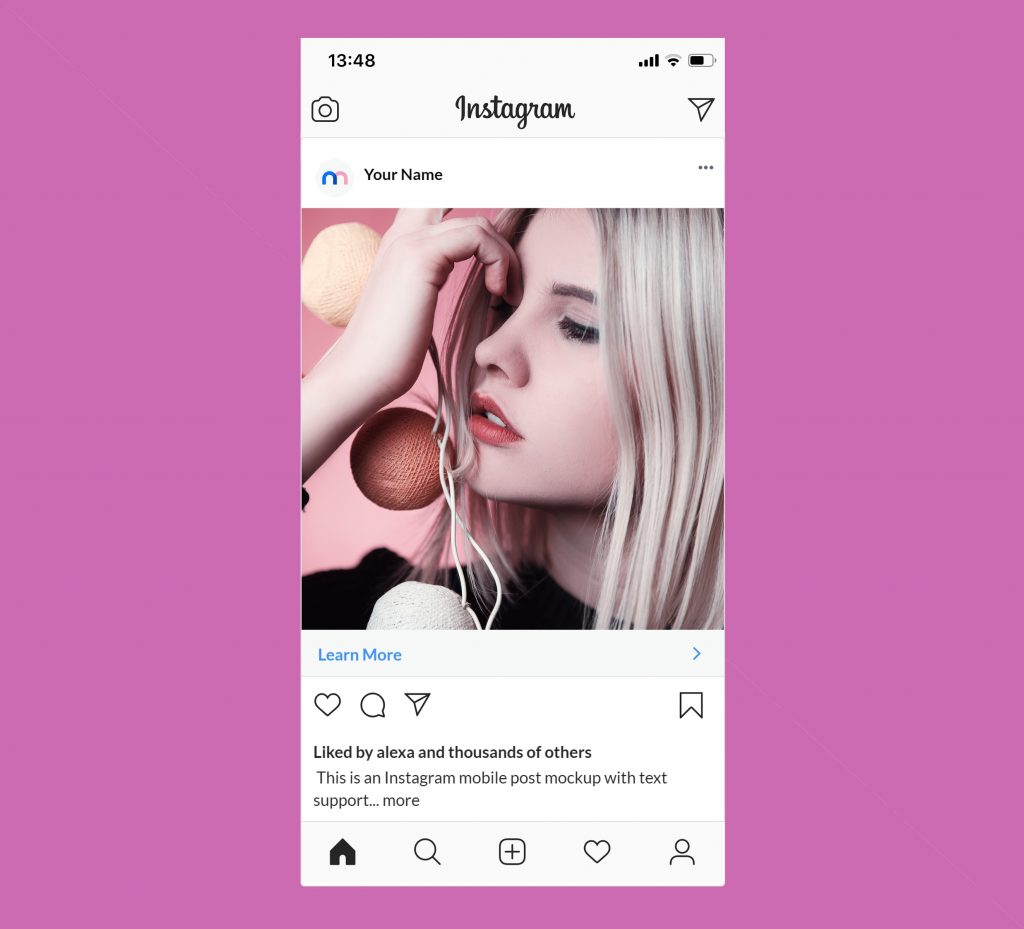 13:48
Instagram
Your Name
Learn More
Liked by alexa and thousands of others
This is an Instagram mobile post mockup with text
support... more